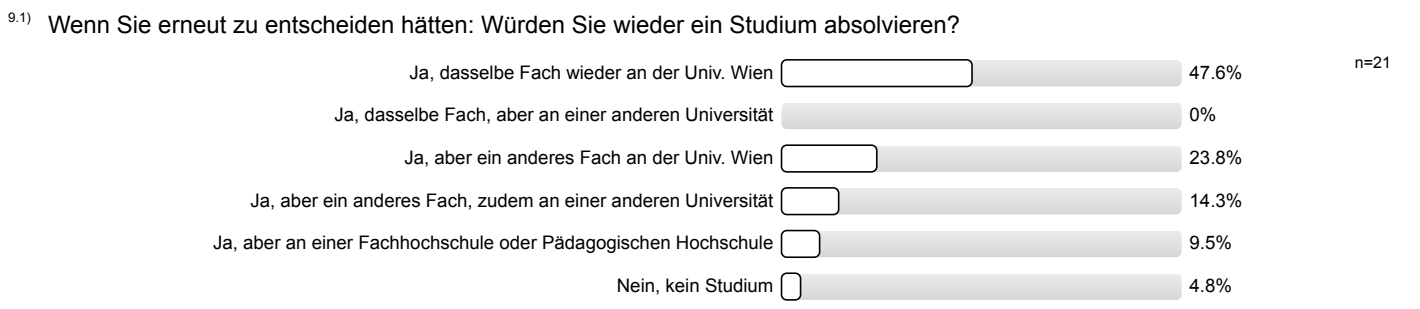 9.1) Wenn Sie erneut zu entscheiden hätten: Würden Sie wieder ein Studium absolvieren?
n=21
Ja, dasselbe Fach wieder an der Univ. Wien 47.6%
Ja, dasselbe Fach, aber an einer anderen Universität 0%
Ja, aber ein anderes Fach an der Univ. Wien 23.8%
Ja, aber ein anderes Fach, zudem an einer anderen Universität 14.3%
Ja, aber an einer Fachhochschule oder Pädagogischen Hochschule 9.5%
Nein, kein Studium 4.8%